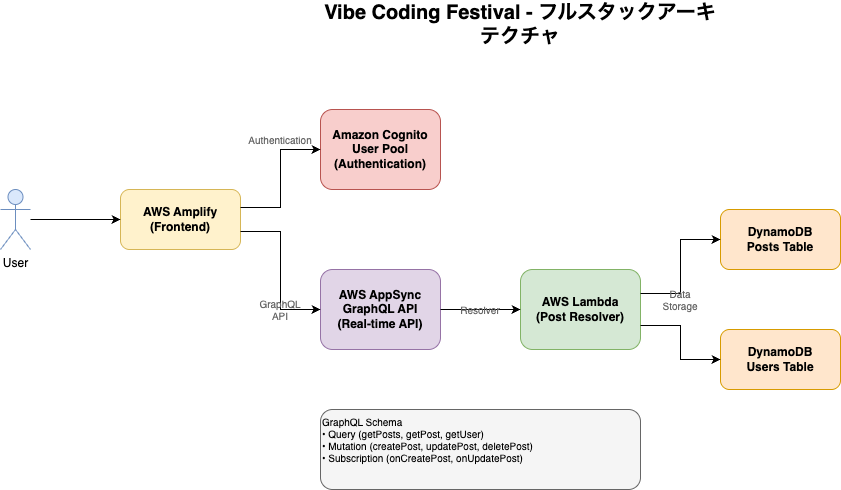 Vibe Coding Festival - フルスタックアーキ
テクチャ
Authentication
Amazon Cognito
User Pool
(Authentication)
AWS Amplify
(Frontend)
User
GraphQL
API
AWS AppSync
GraphQL API
(Real-time API)
Resolver
AWS Lambda
(Post Resolver)
Data
Storage
DynamoDB
Posts Table
DynamoDB
Users Table
GraphQL Schema
• Query (getPosts, getPost, getUser)
• Mutation (createPost, updatePost, deletePost)
• Subscription (onCreatePost, onUpdatePost)